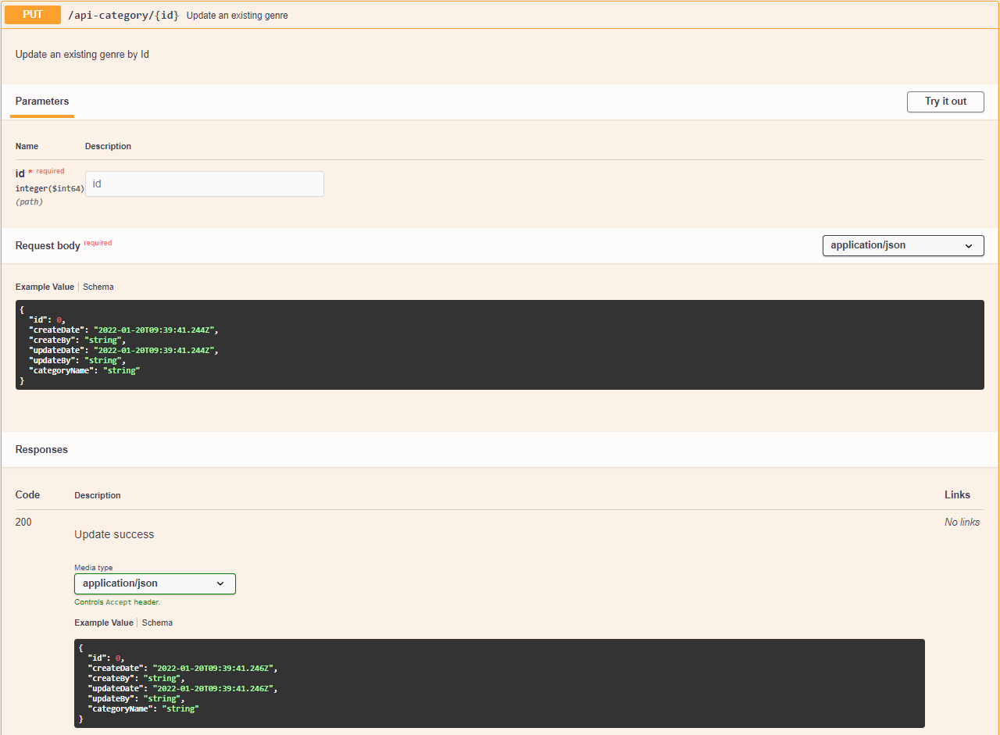 PUT /api-category/{id} Update an existing genre
Update an existing genre by Id
Parameters Try it out
Name Description
id * required
integer($int64) id
(path)
Request body required application/json
Example Value Schema
{
"id": 0,
"createDate": "2022-01-20T09:39:41.244Z",
"createBy": "string",
"updateDate": "2022-01-20T09:39:41.244Z",
"updateBy": "string",
"categoryName": "string"
}
Responses
Code Description Links
200 No links
Update success
Media type
application/json
Controls Accept header.
Example Value Schema
{
"id": 0,
"createDate": "2022-01-20T09:39:41.246Z",
"createBy": "string",
"updateDate": "2022-01-20T09:39:41.246Z",
"updateBy": "string",
"categoryName": "string"
}